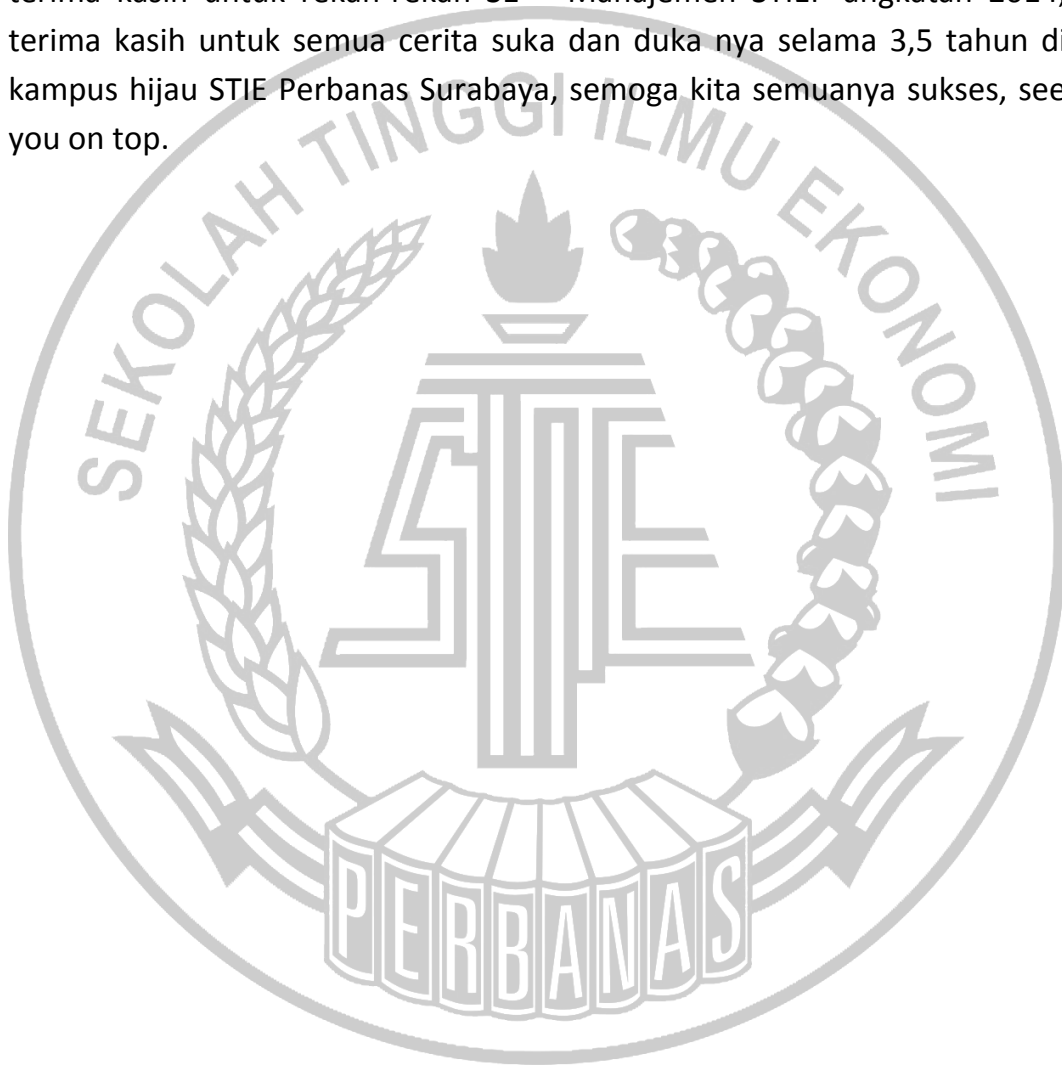 terima kasih untuk semua cerita suka dan duka nya selama 3,5 tahun di
kampus hijau STIE Perbanas Surabaya, semoga kita semuanya sukses, see
you on top.
SEKOLAH TINGGI ILMU EKONOMI
STIE
PERBANAS